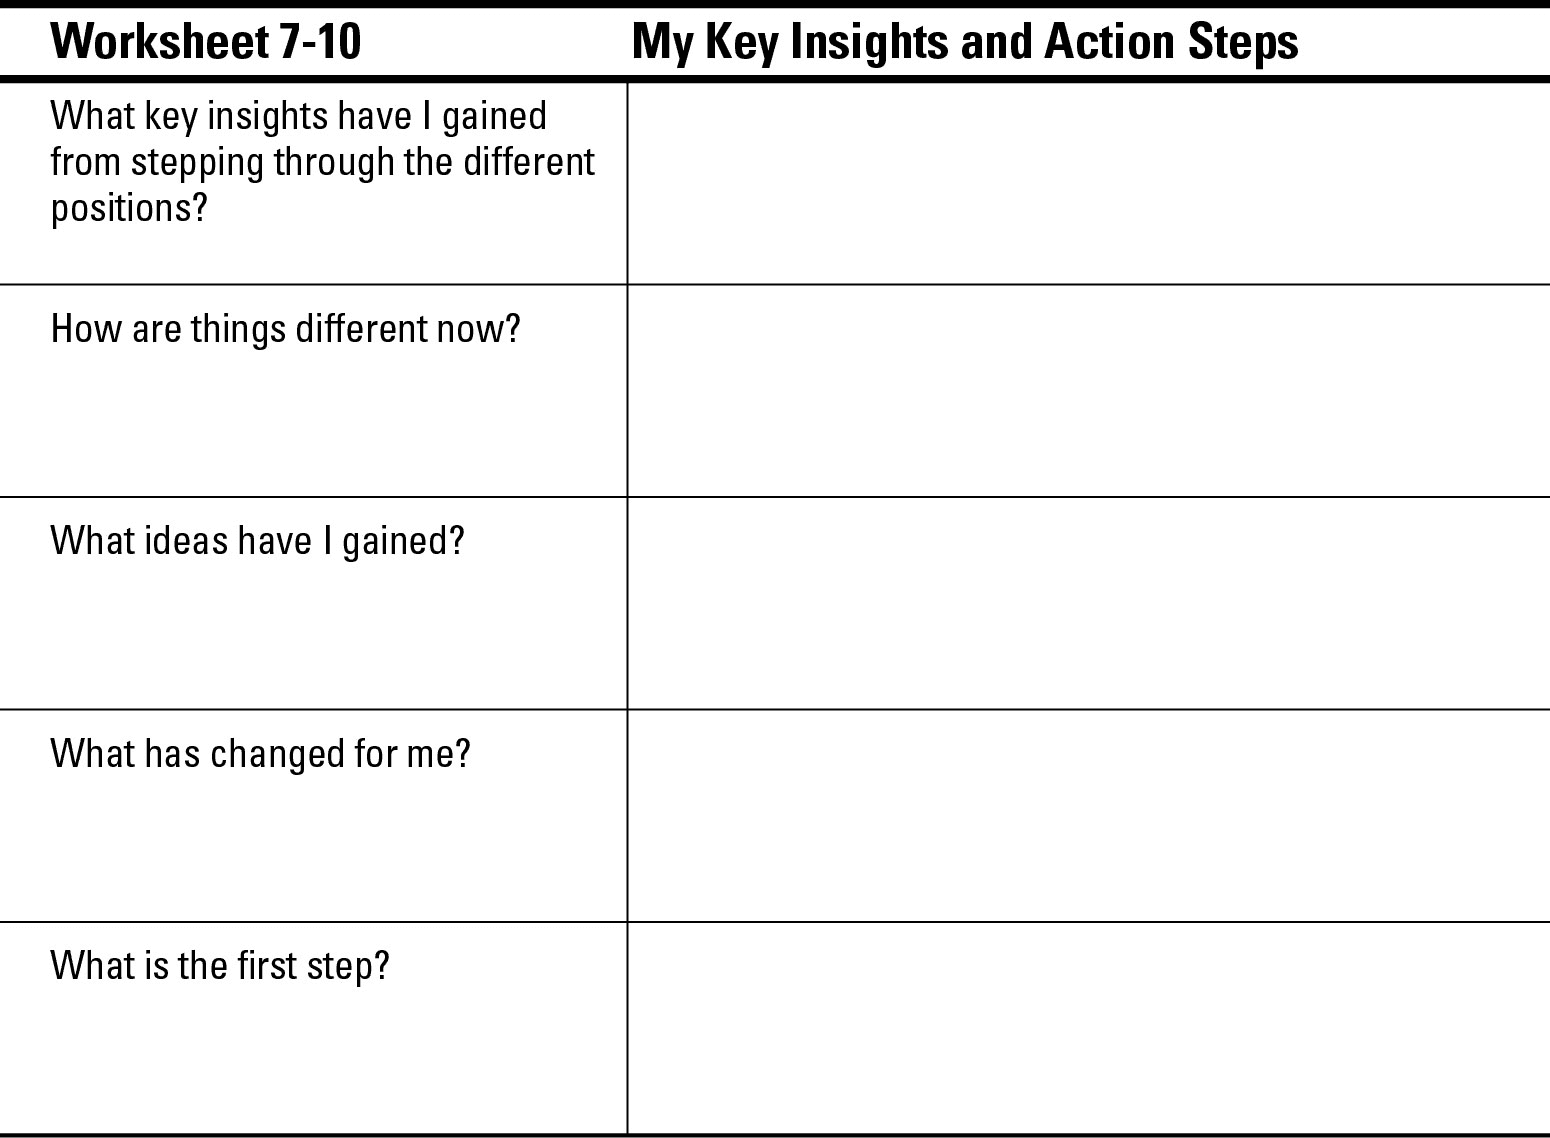 Worksheet 7-10 My Key Insights and Action Steps
What key insights have I gained
from stepping through the different
positions?
How are things different now?
What ideas have I gained?
What has changed for me?
What is the first step?